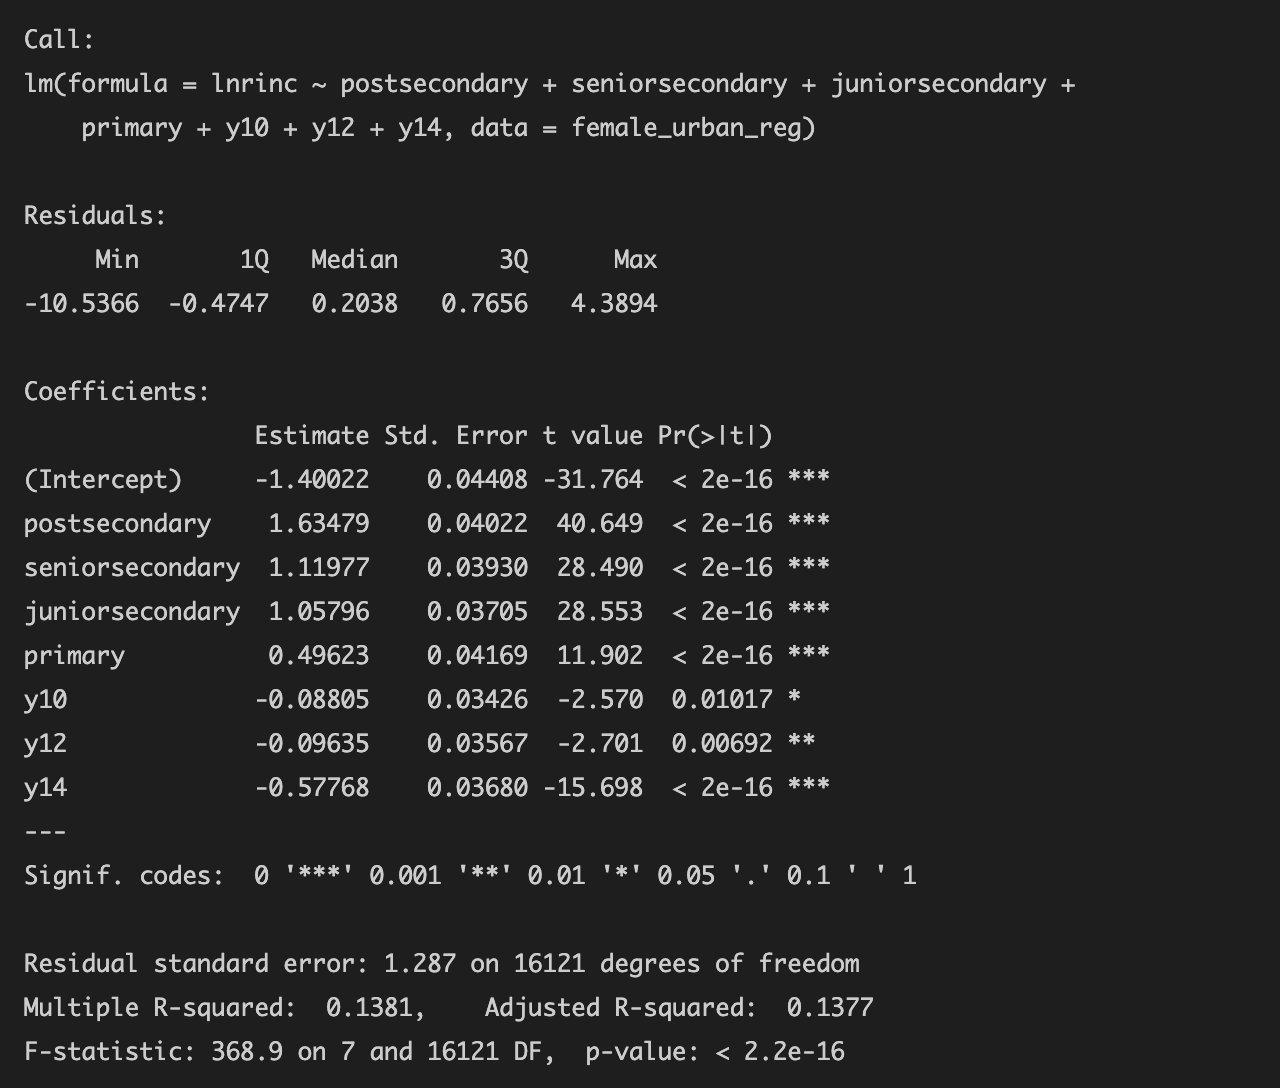 Call:
lm(formula = lnrinc ~ postsecondary + seniorsecondary + juniorsecondary +
    primary + y10 + y12 + y14, data = female_urban_reg)

Residuals:
     Min       1Q   Median       3Q      Max
-10.5366  -0.4747   0.2038   0.7656   4.3894

Coefficients:
                Estimate Std. Error t value Pr(>|t|)
(Intercept)     -1.40022    0.04408 -31.764  < 2e-16 ***
postsecondary    1.63479    0.04022  40.649  < 2e-16 ***
seniorsecondary  1.11977    0.03930  28.490  < 2e-16 ***
juniorsecondary  1.05796    0.03705  28.553  < 2e-16 ***
primary          0.49623    0.04169  11.902  < 2e-16 ***
y10             -0.08805    0.03426  -2.570  0.01017 *
y12             -0.09635    0.03567  -2.701  0.00692 **
y14             -0.57768    0.03680 -15.698  < 2e-16 ***
---
Signif. codes:  0 '***' 0.001 '**' 0.01 '*' 0.05 '.' 0.1 ' ' 1

Residual standard error: 1.287 on 16121 degrees of freedom
Multiple R-squared:  0.1381,    Adjusted R-squared:  0.1377
F-statistic: 368.9 on 7 and 16121 DF,  p-value: < 2.2e-16